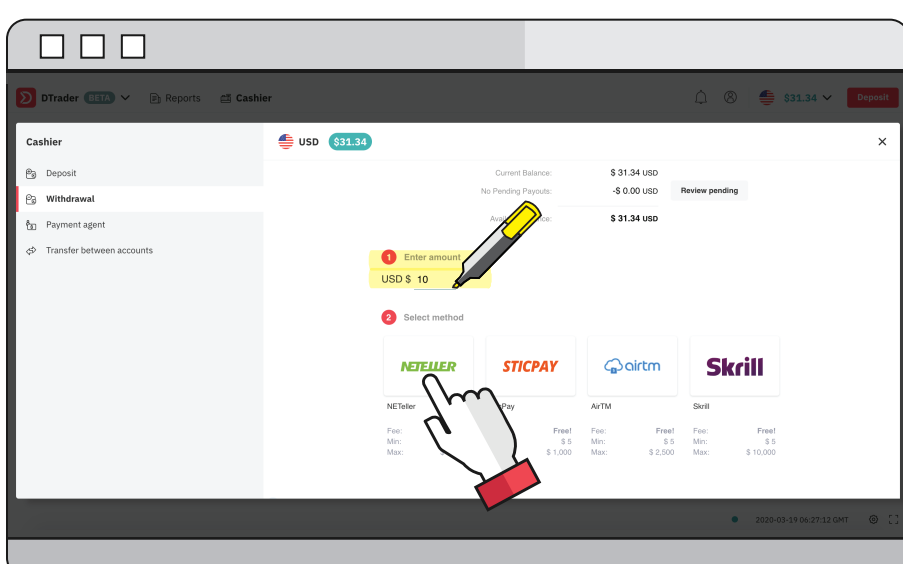 DTrader BETA Reports Cashier $31.34 Deposit
Cashier
USD $31.34
Deposit
Withdrawal
Payment agent
Transfer between accounts
Current Balance: $ 31.34 USD
No Pending Payouts: -$ 0.00 USD Review pending
$ 31.34 USD
1 Enter amount
USD $ 10
2 Select method
NETELLER STICPAY airtm Skrill
NETeller Pay AirTM Skrill
Fee: Free! Fee: Free! Fee: Free!
Min: $ 5 Min: $ 5 Min: $ 5
Max: $ 1,000 Max: $ 2,500 Max: $ 10,000
2020-03-19 06:27:12 GMT